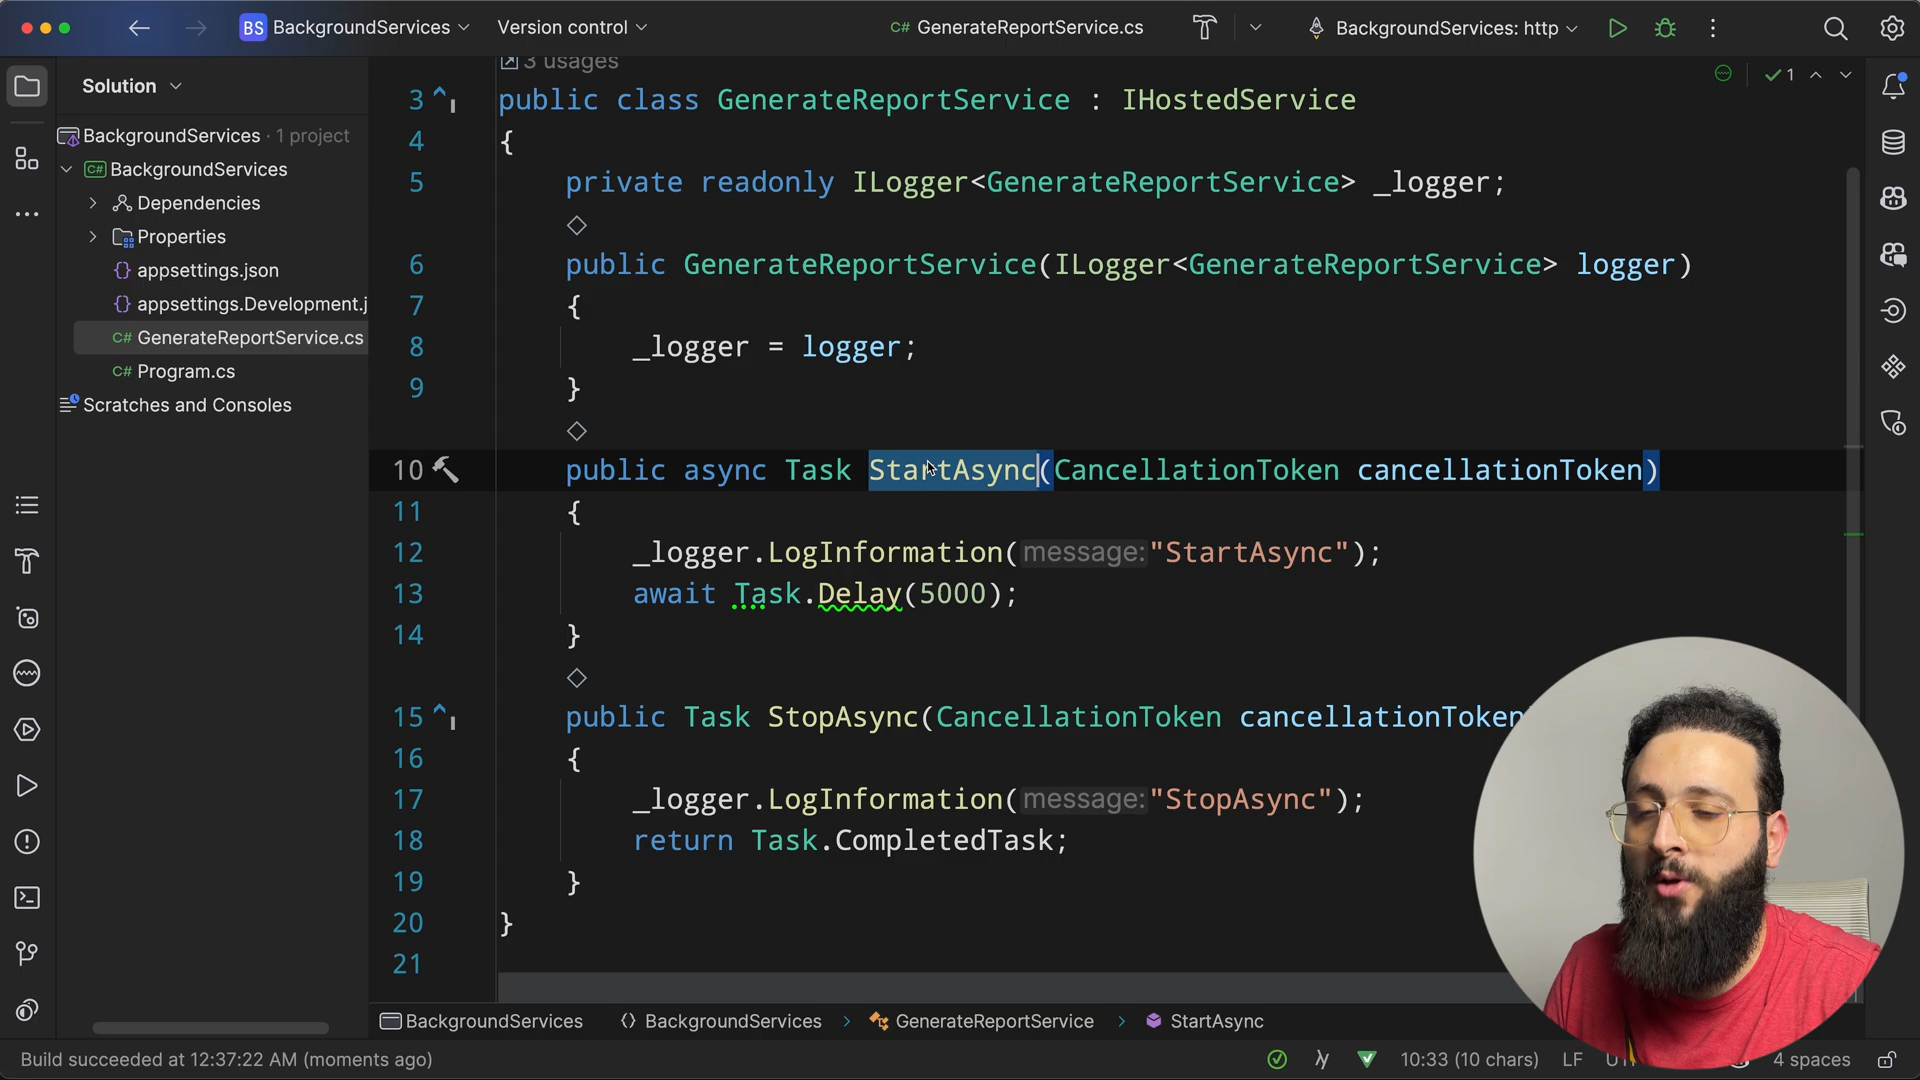 BS BackgroundServices Version control C# GenerateReportService.cs BackgroundServices: http
Solution
BackgroundServices · 1 project
C# BackgroundServices
Dependencies
Properties
{} appsettings.json
{} appsettings.Development.j
C# GenerateReportService.cs
C# Program.cs
Scratches and Consoles
3 usages
1
3 public class GenerateReportService : IHostedService
4 {
5 private readonly ILogger<GenerateReportService> _logger;
6 public GenerateReportService(ILogger<GenerateReportService> logger)
7 {
8 _logger = logger;
9 }
10 public async Task StartAsync(CancellationToken cancellationToken)
11 {
12 _logger.LogInformation(message: "StartAsync");
13 await Task.Delay(5000);
14 }
15 public Task StopAsync(CancellationToken cancellationToken
16 {
17 _logger.LogInformation(message: "StopAsync");
18 return Task.CompletedTask;
19 }
20 }
21
BackgroundServices BackgroundServices GenerateReportService StartAsync
Build succeeded at 12:37:22 AM (moments ago) 10:33 (10 chars) LF 4 spaces